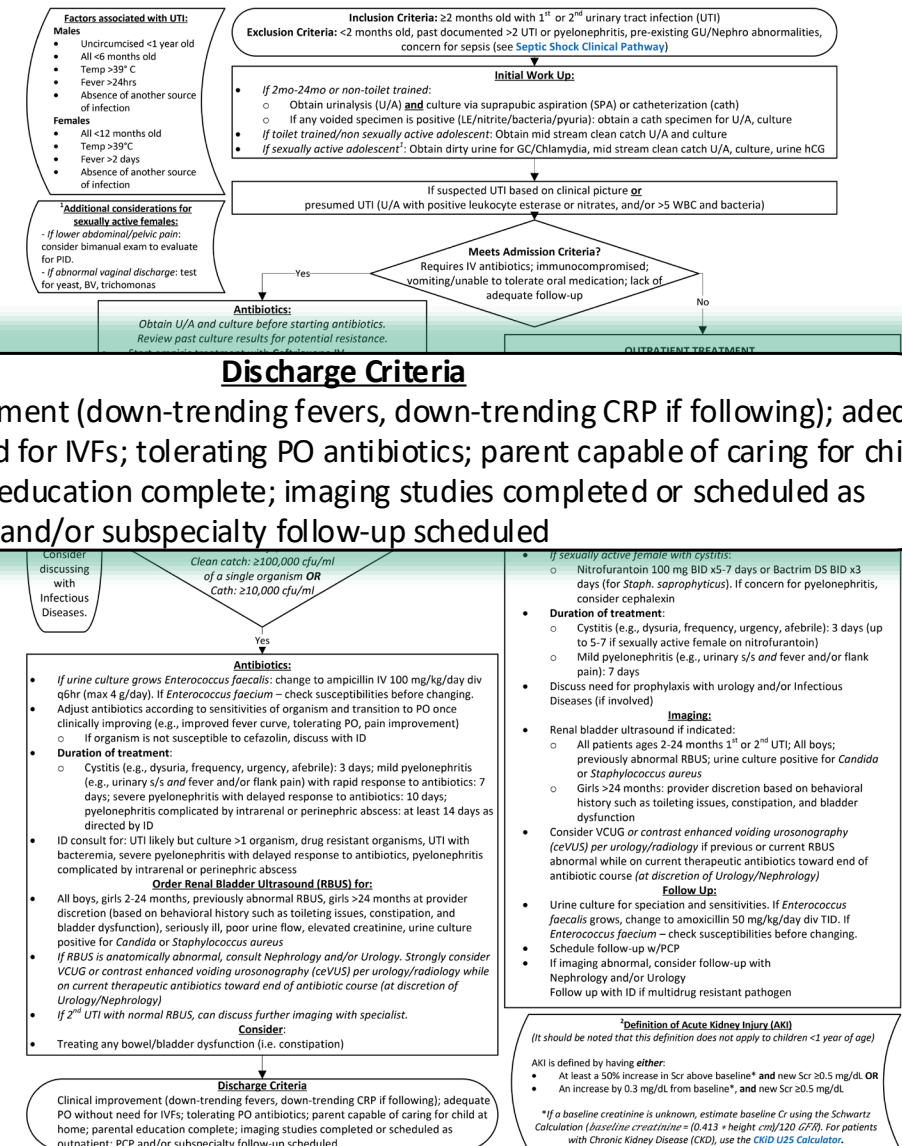 Factors associated with UTI:
Males
• Uncircumcised <1 year old
• All <6 months old
• Temp >39° C
• Fever >24hrs
• Absence of another source
of infection
Females
• All <12 months old
• Temp >39°C
• Fever >2 days
• Absence of another source
of infection
Inclusion Criteria: ≥2 months old with 1st or 2nd urinary tract infection (UTI)
Exclusion Criteria: <2 months old, past documented >2 UTI or pyelonephritis, pre-existing GU/Nephro abnormalities,
concern for sepsis (see Septic Shock Clinical Pathway)
Initial Work Up:
• If 2mo-24mo or non-toilet trained:
o Obtain urinalysis (U/A) and culture via suprapubic aspiration (SPA) or catheterization (cath)
o If any voided specimen is positive (LE/nitrite/bacteria/pyuria): obtain a cath specimen for U/A, culture
• If toilet trained/non sexually active adolescent: Obtain mid stream clean catch U/A and culture
• If sexually active adolescent1: Obtain dirty urine for GC/Chlamydia, mid stream clean catch U/A, culture, urine hCG
1Additional considerations for
sexually active females:
- If lower abdominal/pelvic pain:
consider bimanual exam to evaluate
for PID.
- If abnormal vaginal discharge: test
for yeast, BV, trichomonas
If suspected UTI based on clinical picture or
presumed UTI (U/A with positive leukocyte esterase or nitrates, and/or >5 WBC and bacteria)
Meets Admission Criteria?
Requires IV antibiotics; immunocompromised;
vomiting/unable to tolerate oral medication; lack of
adequate follow-up
Yes
No
Antibiotics:
Obtain U/A and culture before starting antibiotics.
Review past culture results for potential resistance.
OUTPATIENT TREATMENT
Discharge Criteria
ment (down-trending fevers, down-trending CRP if following); adeq
d for IVFs; tolerating PO antibiotics; parent capable of caring for chi
education complete; imaging studies completed or scheduled as
and/or subspecialty follow-up scheduled
Consider
discussing
with
Infectious
Diseases.
Clean catch: ≥100,000 cfu/ml
of a single organism OR
Cath: ≥10,000 cfu/ml
Yes
Antibiotics:
• If urine culture grows Enterococcus faecalis: change to ampicillin IV 100 mg/kg/day div
q6hr (max 4 g/day). If Enterococcus faecium – check susceptibilities before changing.
• Adjust antibiotics according to sensitivities of organism and transition to PO once
clinically improving (e.g., improved fever curve, tolerating PO, pain improvement)
o If organism is not susceptible to cefazolin, discuss with ID
• Duration of treatment:
o Cystitis (e.g., dysuria, frequency, urgency, afebrile): 3 days; mild pyelonephritis
(e.g., urinary s/s and fever and/or flank pain) with rapid response to antibiotics: 7
days; severe pyelonephritis with delayed response to antibiotics: 10 days;
pyelonephritis complicated by intrarenal or perinephric abscess: at least 14 days as
directed by ID
• ID consult for: UTI likely but culture >1 organism, drug resistant organisms, UTI with
bacteremia, severe pyelonephritis with delayed response to antibiotics, pyelonephritis
complicated by intrarenal or perinephric abscess
Order Renal Bladder Ultrasound (RBUS) for:
• All boys, girls 2-24 months, previously abnormal RBUS, girls >24 months at provider
discretion (based on behavioral history such as toileting issues, constipation, and
bladder dysfunction), seriously ill, poor urine flow, elevated creatinine, urine culture
positive for Candida or Staphylococcus aureus
• If RBUS is anatomically abnormal, consult Nephrology and/or Urology. Strongly consider
VCUG or contrast enhanced voiding urosonography (ceVUS) per urology/radiology while
on current therapeutic antibiotics toward end of antibiotic course (at discretion of
Urology/Nephrology)
• If 2nd UTI with normal RBUS, can discuss further imaging with specialist.
Consider:
• Treating any bowel/bladder dysfunction (i.e. constipation)
Discharge Criteria
Clinical improvement (down-trending fevers, down-trending CRP if following); adequate
PO without need for IVFs; tolerating PO antibiotics; parent capable of caring for child at
home; parental education complete; imaging studies completed or scheduled as
outpatient; PCP and/or subspecialty follow-up scheduled
• If sexually active female with cystitis:
o Nitrofurantoin 100 mg BID x5-7 days or Bactrim DS BID x3
days (for Staph. saprophyticus). If concern for pyelonephritis,
consider cephalexin
• Duration of treatment:
o Cystitis (e.g., dysuria, frequency, urgency, afebrile): 3 days (up
to 5-7 if sexually active female on nitrofurantoin)
o Mild pyelonephritis (e.g., urinary s/s and fever and/or flank
pain): 7 days
• Discuss need for prophylaxis with urology and/or Infectious
Diseases (if involved)
Imaging:
• Renal bladder ultrasound if indicated:
o All patients ages 2-24 months 1st or 2nd UTI; All boys;
previously abnormal RBUS; urine culture positive for Candida
or Staphylococcus aureus
o Girls >24 months: provider discretion based on behavioral
history such as toileting issues, constipation, and bladder
dysfunction
• Consider VCUG or contrast enhanced voiding urosonography
(ceVUS) per urology/radiology if previous or current RBUS
abnormal while on current therapeutic antibiotics toward end of
antibiotic course (at discretion of Urology/Nephrology)
Follow Up:
• Urine culture for speciation and sensitivities. If Enterococcus
faecalis grows, change to amoxicillin 50 mg/kg/day div TID. If
Enterococcus faecium – check susceptibilities before changing.
• Schedule follow-up w/PCP
• If imaging abnormal, consider follow-up with
Nephrology and/or Urology
Follow up with ID if multidrug resistant pathogen
2Definition of Acute Kidney Injury (AKI)
(It should be noted that this definition does not apply to children <1 year of age)
AKI is defined by having either:
• At least a 50% increase in Scr above baseline* and new Scr ≥0.5 mg/dL OR
• An increase by 0.3 mg/dL from baseline*, and new Scr ≥0.5 mg/dL
*If a baseline creatinine is unknown, estimate baseline Cr using the Schwartz
Calculation (baseline creatinine = (0.413 * height cm)/120 GFR). For patients
with Chronic Kidney Disease (CKD), use the CKiD U25 Calculator.